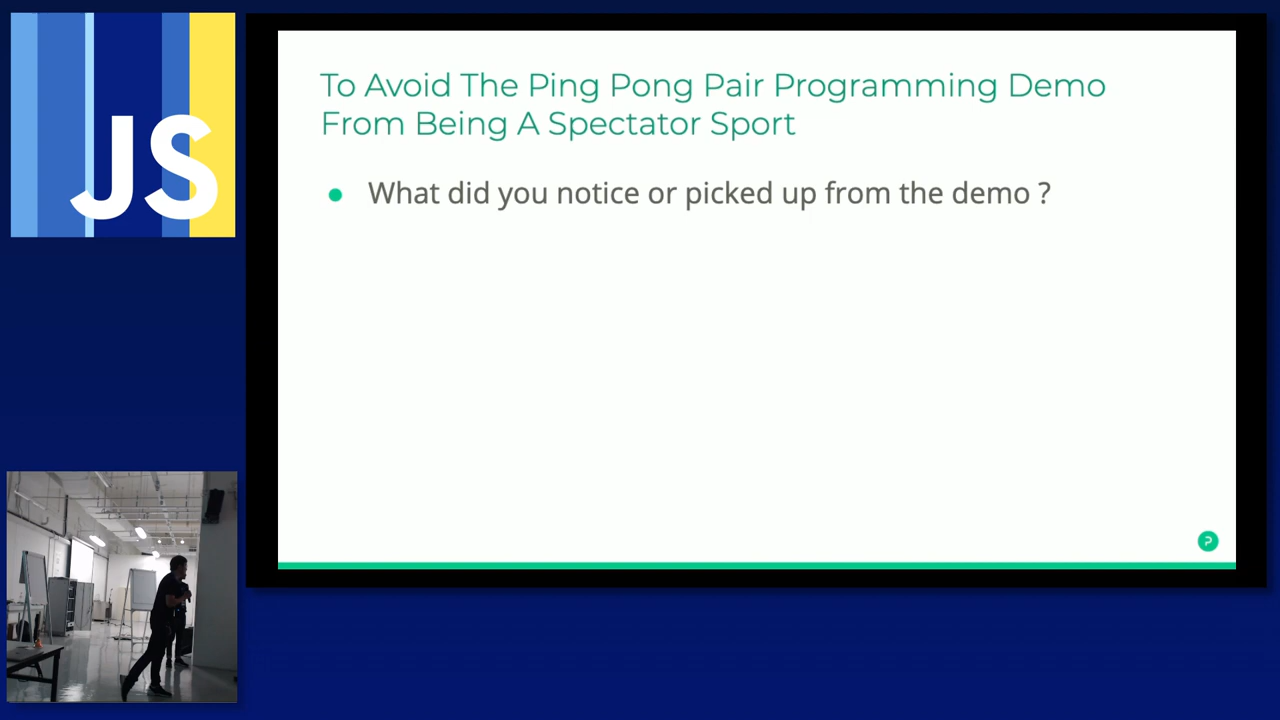 JS
To Avoid The Ping Pong Pair Programming Demo
From Being A Spectator Sport
What did you notice or picked up from the demo ?